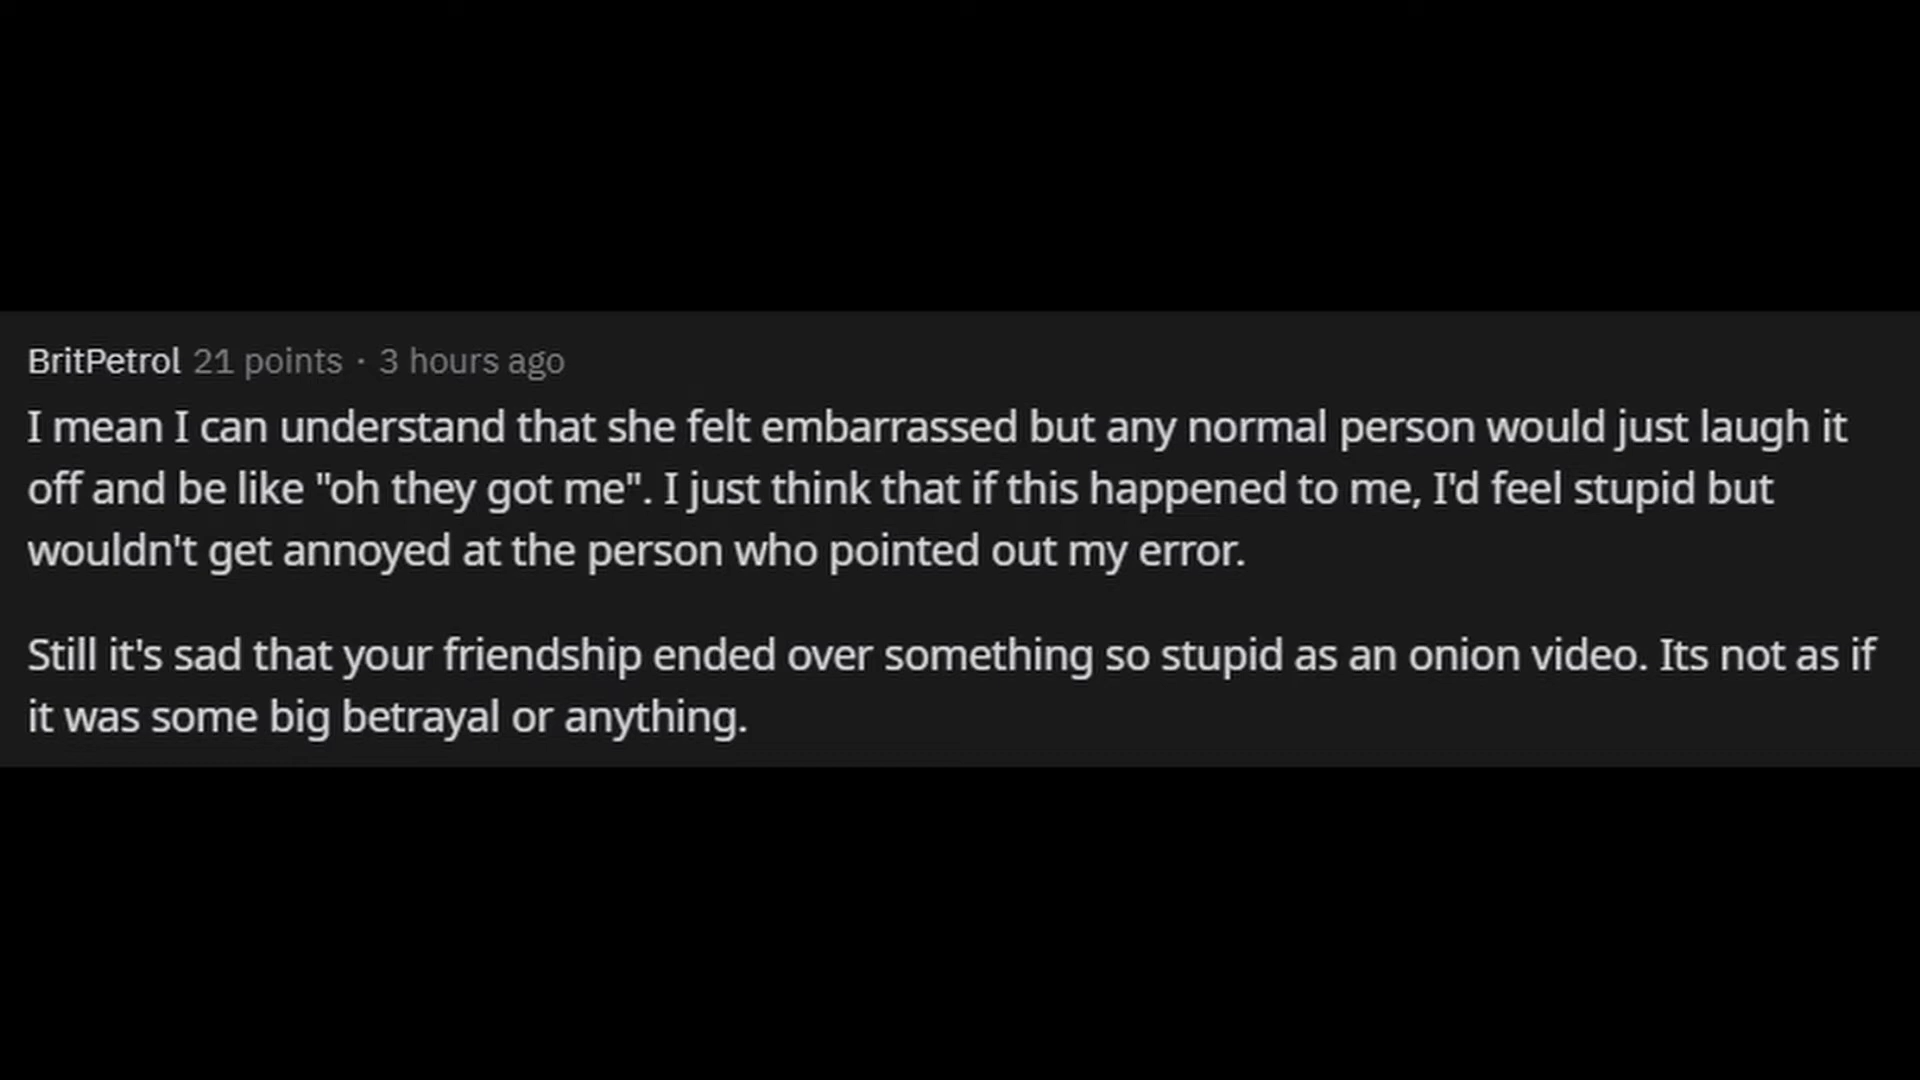 BritPetrol 21 points · 3 hours ago
I mean I can understand that she felt embarrassed but any normal person would just laugh it
off and be like "oh they got me". I just think that if this happened to me, I'd feel stupid but
wouldn't get annoyed at the person who pointed out my error.
Still it's sad that your friendship ended over something so stupid as an onion video. Its not as if
it was some big betrayal or anything.